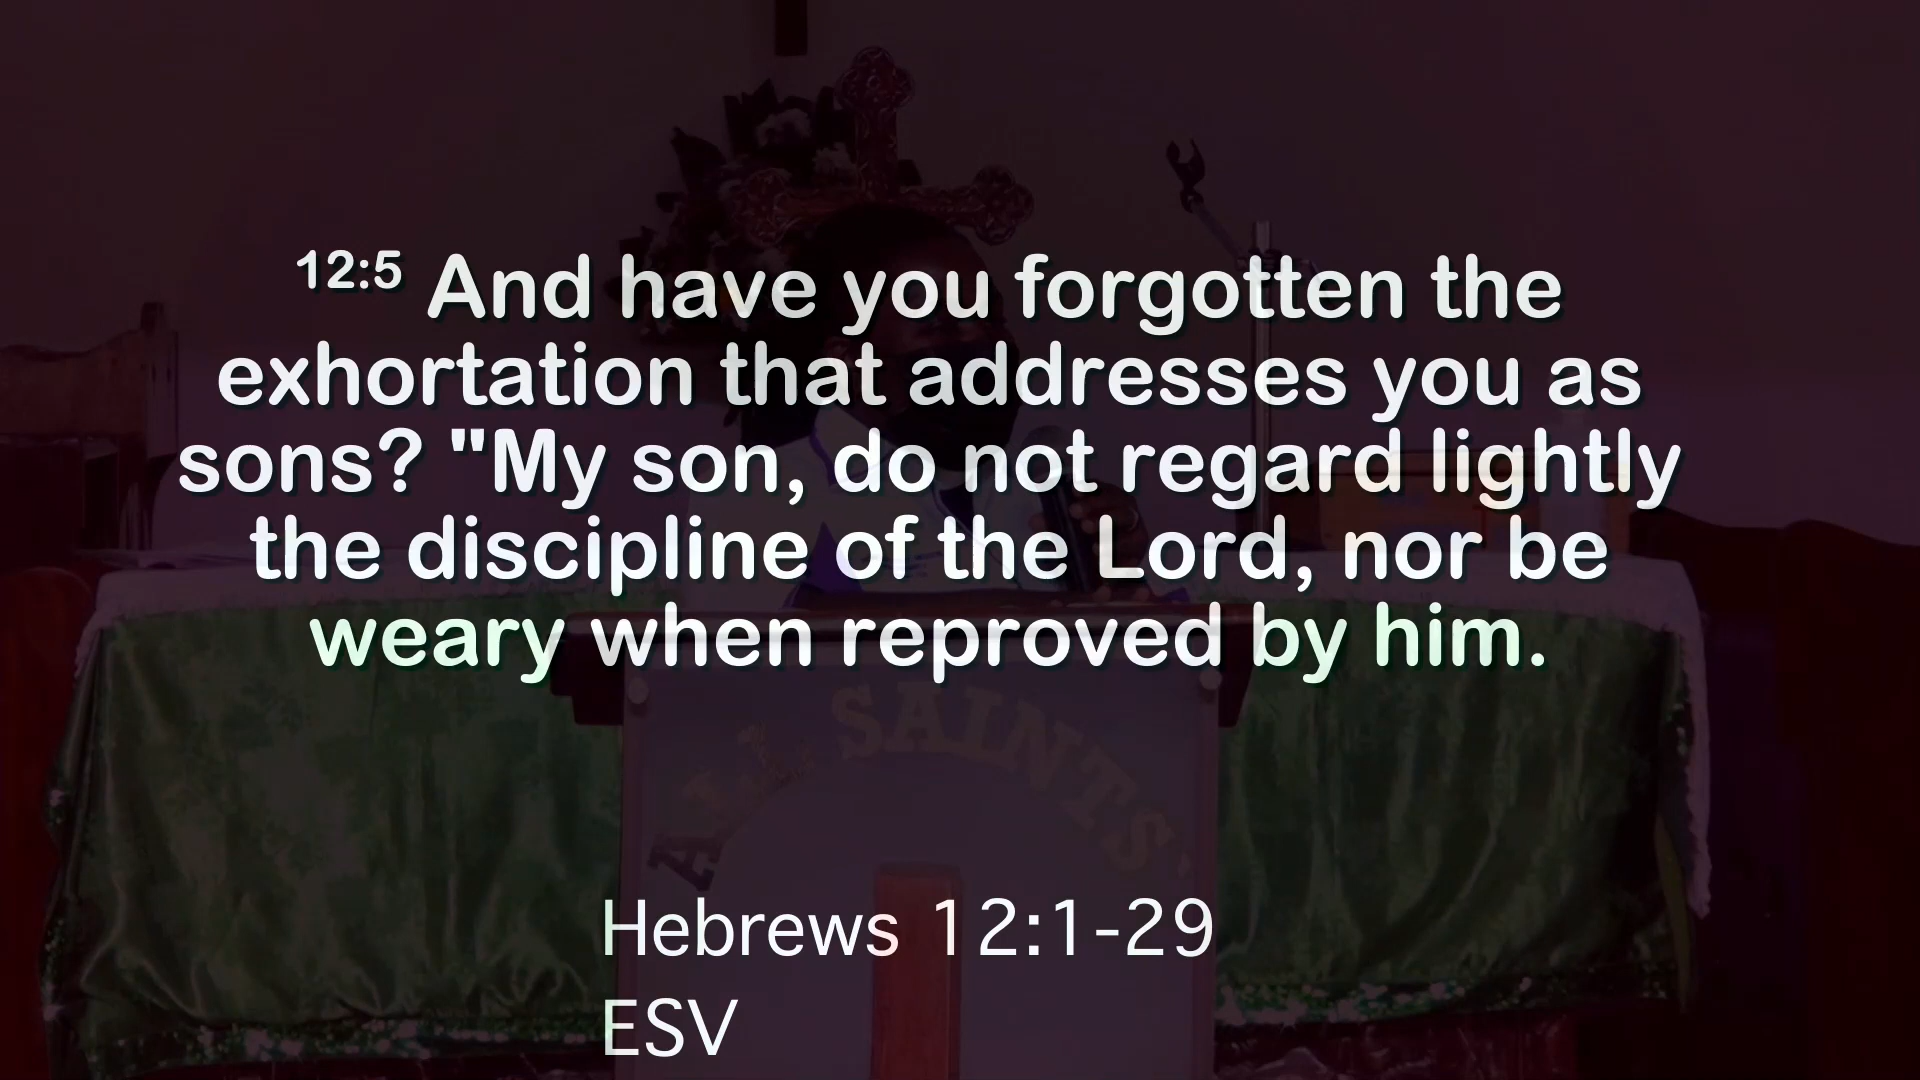 12:5 And have you forgotten the
exhortation that addresses you as
sons? "My son, do not regard lightly
the discipline of the Lord, nor be
weary when reproved by him.
SAINTS
Hebrews 12:1-29
ESV